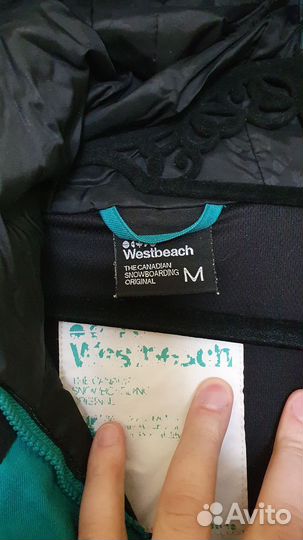 Westbeach
THE CANADIAN
SNOWBOARDING
ORIGINAL
M
Westbeach
THE CANADIAN
SNOWBOARDING
ORIGINAL
Avito